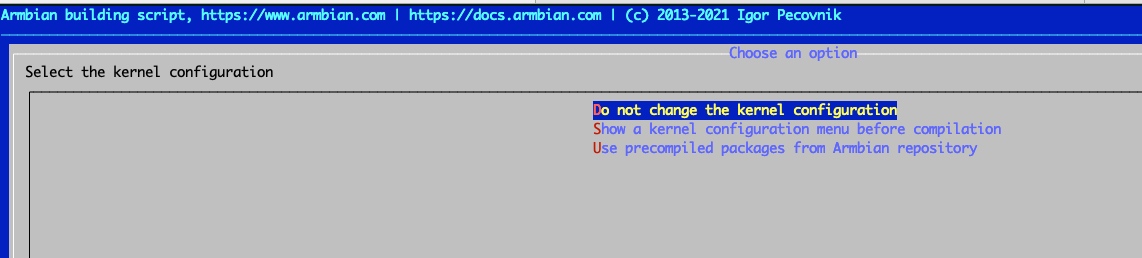 Armbian building script, https://www.armbian.com | https://docs.armbian.com | (c) 2013-2021 Igor Pecovnik
Choose an option
Select the kernel configuration
Do not change the kernel configuration
Show a kernel configuration menu before compilation
Use precompiled packages from Armbian repository